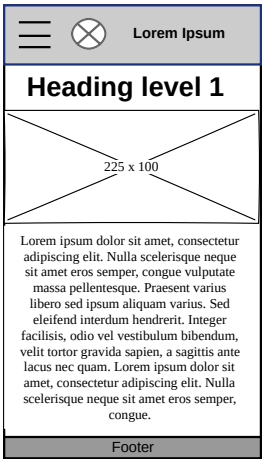 Lorem Ipsum
Heading level 1
225 x 100
Lorem ipsum dolor sit amet, consectetur
adipiscing elit. Nulla scelerisque neque
sit amet eros semper, congue vulputate
massa pellentesque. Praesent varius
libero sed ipsum aliquam varius. Sed
eleifend interdum hendrerit. Integer
facilisis, odio vel vestibulum bibendum,
velit tortor gravida sapien, a sagittis ante
lacus nec quam. Lorem ipsum dolor sit
amet, consectetur adipiscing elit. Nulla
scelerisque neque sit amet eros semper,
congue.
Footer